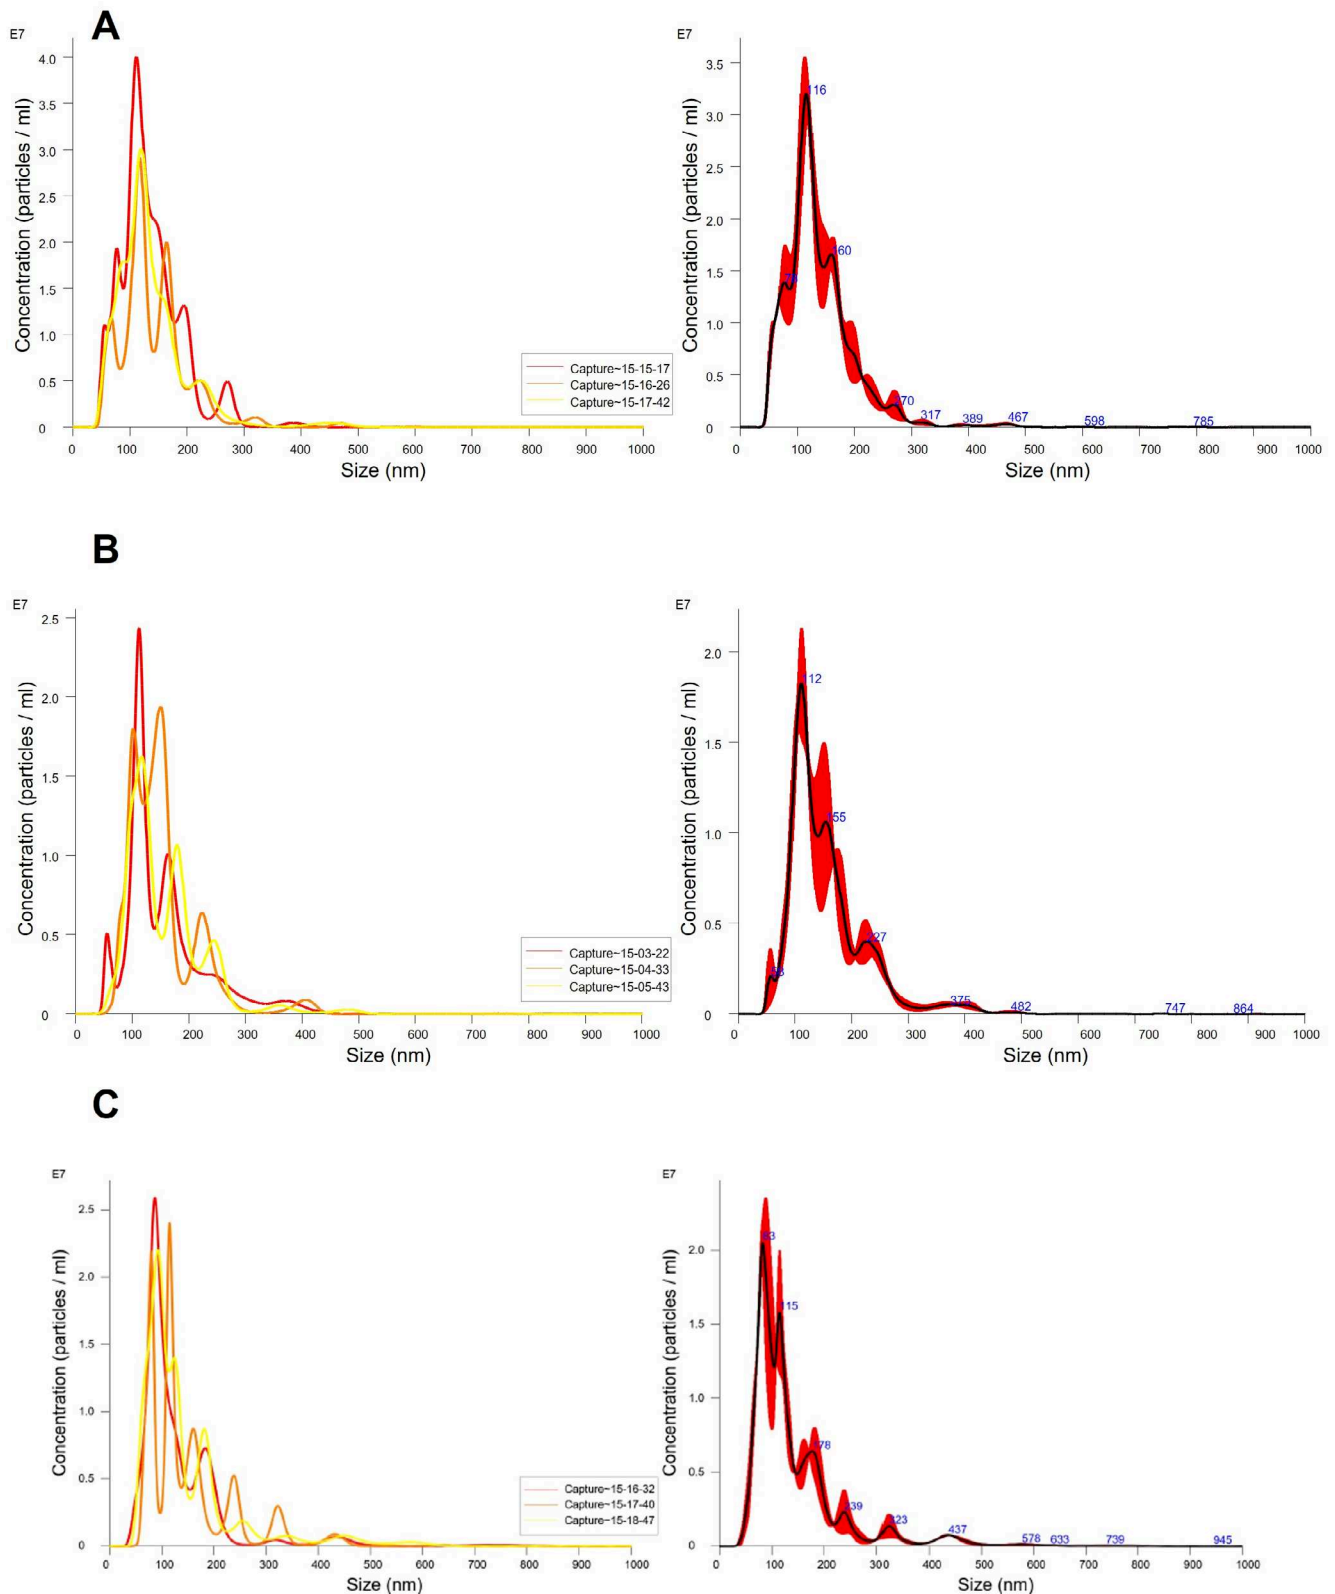 A
E7
4.0
3.5
3.0
2.5
2.0
1.5
1.0
0.5
0
Concentration (particles / ml)
Capture~15-15-17
Capture~15-16-26
Capture~15-17-42
0 100 200 300 400 500 600 700 800 900 1000
Size (nm)
E7
3.5
3.0
2.5
2.0
1.5
1.0
0.5
0
Concentration (particles / ml)
116
160
270
317
389
467
598
785
0 100 200 300 400 500 600 700 800 900 1000
Size (nm)
B
E7
2.5
2.0
1.5
1.0
0.5
0
Concentration (particles / ml)
Capture~15-03-22
Capture~15-04-33
Capture~15-05-43
0 100 200 300 400 500 600 700 800 900 1000
Size (nm)
E7
2.0
1.5
1.0
0.5
0
Concentration (particles / ml)
112
155
227
375
482
747
864
0 100 200 300 400 500 600 700 800 900 1000
Size (nm)
C
E7
2.5
2.0
1.5
1.0
0.5
0
Concentration (particles / ml)
Capture~15-16-32
Capture~15-17-40
Capture~15-18-47
0 100 200 300 400 500 600 700 800 900 1000
Size (nm)
E7
2.0
1.5
1.0
0.5
0
Concentration (particles / ml)
83
115
178
239
323
437
578
633
739
945
0 100 200 300 400 500 600 700 800 900 1000
Size (nm)